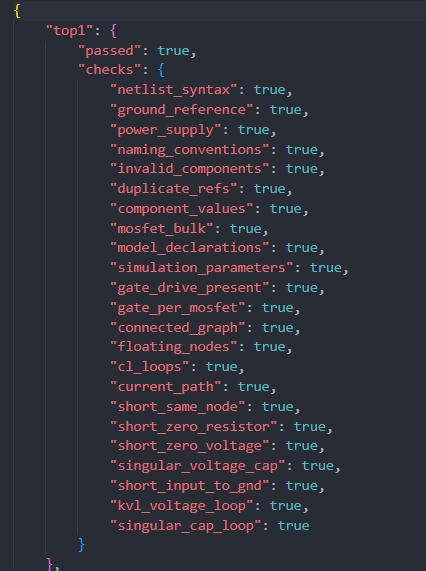 {
    "top1": {
        "passed": true,
        "checks": {
            "netlist_syntax": true,
            "ground_reference": true,
            "power_supply": true,
            "naming_conventions": true,
            "invalid_components": true,
            "duplicate_refs": true,
            "component_values": true,
            "mosfet_bulk": true,
            "model_declarations": true,
            "simulation_parameters": true,
            "gate_drive_present": true,
            "gate_per_mosfet": true,
            "connected_graph": true,
            "floating_nodes": true,
            "cl_loops": true,
            "current_path": true,
            "short_same_node": true,
            "short_zero_resistor": true,
            "short_zero_voltage": true,
            "singular_voltage_cap": true,
            "short_input_to_gnd": true,
            "kvl_voltage_loop": true,
            "singular_cap_loop": true
        }
    },